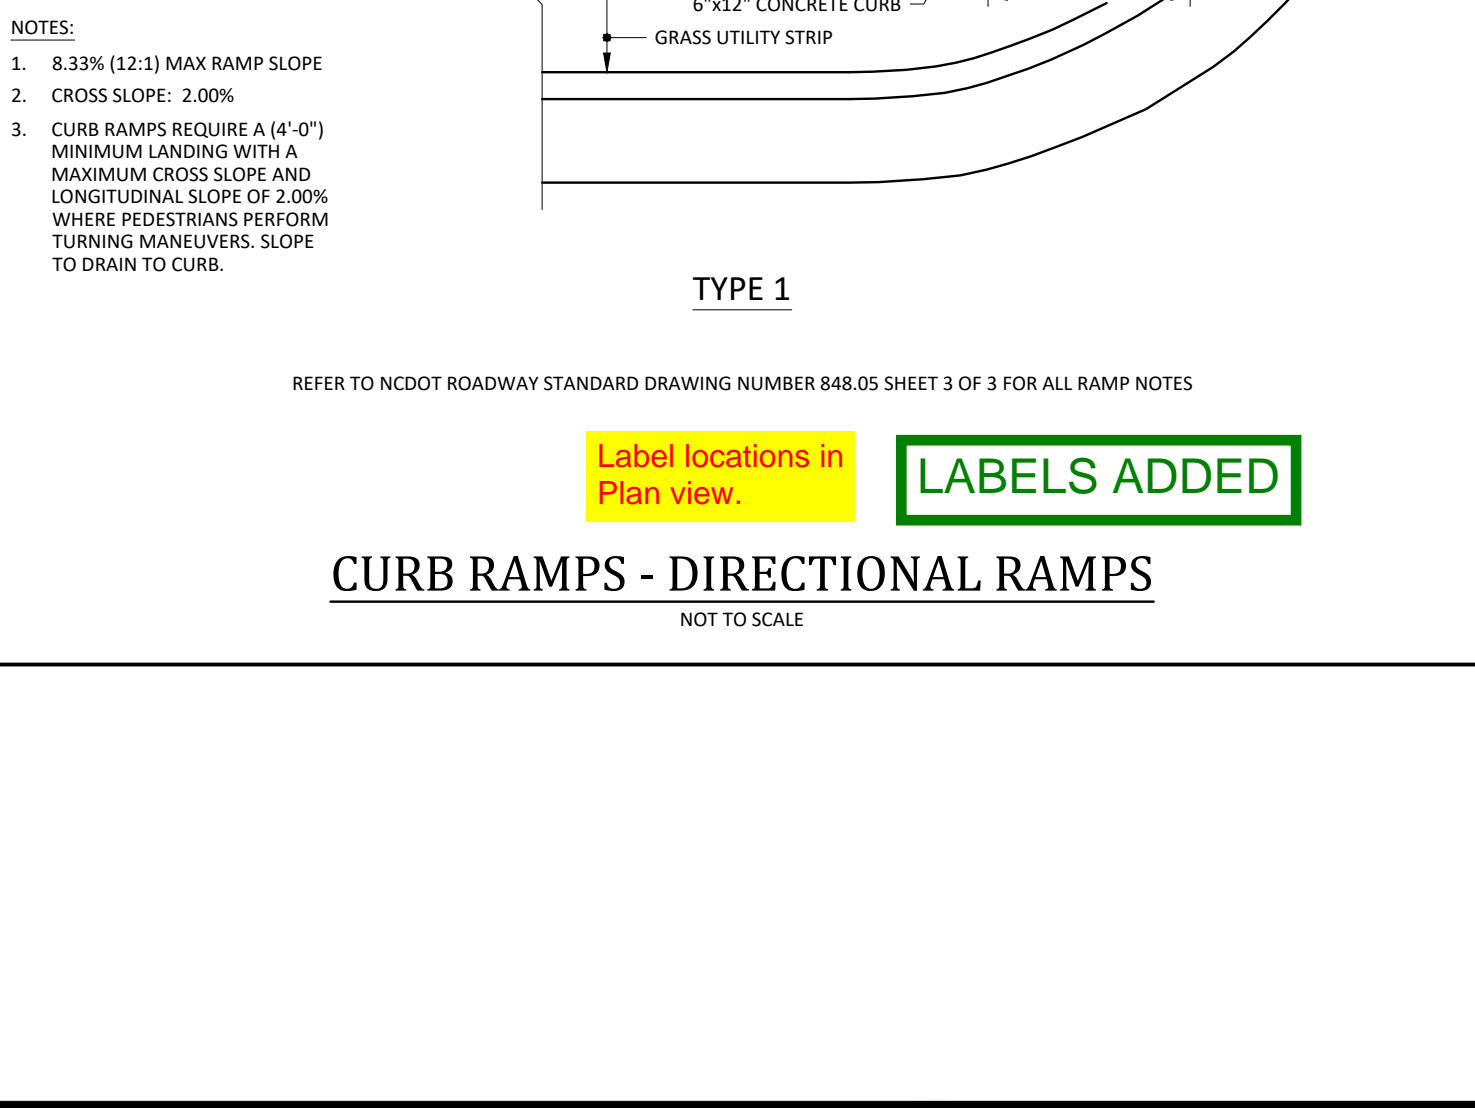 6"x12" CONCRETE CURB
GRASS UTILITY STRIP
NOTES:
1. 8.33% (12:1) MAX RAMP SLOPE
2. CROSS SLOPE: 2.00%
3. CURB RAMPS REQUIRE A (4'-0")
MINIMUM LANDING WITH A
MAXIMUM CROSS SLOPE AND
LONGITUDINAL SLOPE OF 2.00%
WHERE PEDESTRIANS PERFORM
TURNING MANEUVERS. SLOPE
TO DRAIN TO CURB.
TYPE 1
REFER TO NCDOT ROADWAY STANDARD DRAWING NUMBER 848.05 SHEET 3 OF 3 FOR ALL RAMP NOTES
Label locations in
Plan view.
LABELS ADDED
CURB RAMPS - DIRECTIONAL RAMPS
NOT TO SCALE